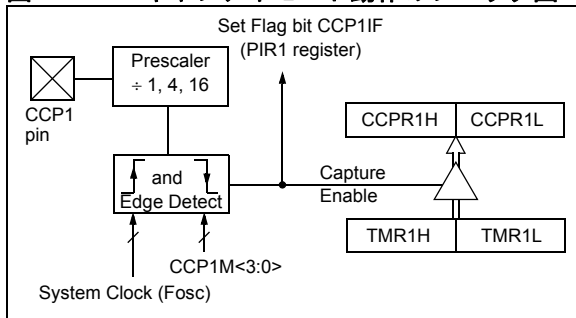 Set Flag bit CCP1IF
(PIR1 register)
Prescaler
÷ 1, 4, 16
CCP1
pin
CCPR1H
CCPR1L
and
Edge Detect
Capture
Enable
TMR1H
TMR1L
CCP1M<3:0>
System Clock (Fosc)